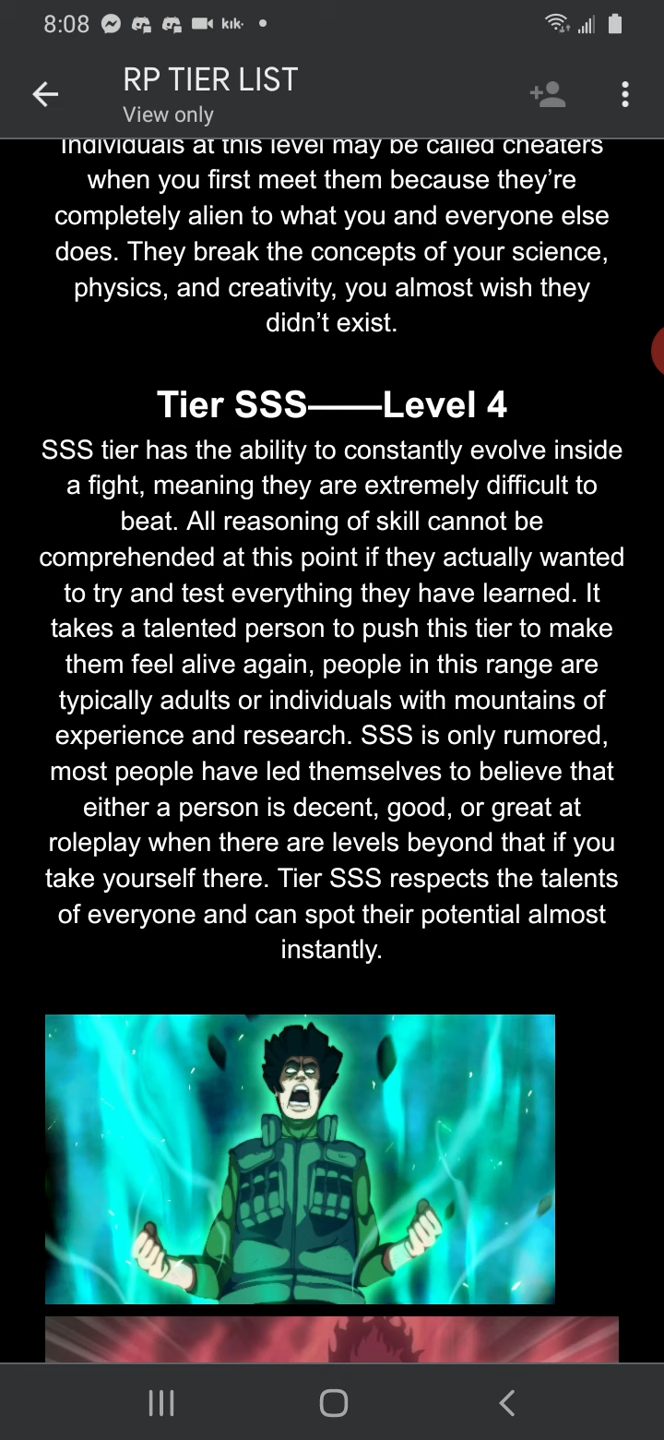 8:08 kik·
RP TIER LIST
View only
individuals at this level may be called cheaters
when you first meet them because they’re
completely alien to what you and everyone else
does. They break the concepts of your science,
physics, and creativity, you almost wish they
didn’t exist.
Tier SSS——Level 4
SSS tier has the ability to constantly evolve inside
a fight, meaning they are extremely difficult to
beat. All reasoning of skill cannot be
comprehended at this point if they actually wanted
to try and test everything they have learned. It
takes a talented person to push this tier to make
them feel alive again, people in this range are
typically adults or individuals with mountains of
experience and research. SSS is only rumored,
most people have led themselves to believe that
either a person is decent, good, or great at
roleplay when there are levels beyond that if you
take yourself there. Tier SSS respects the talents
of everyone and can spot their potential almost
instantly.